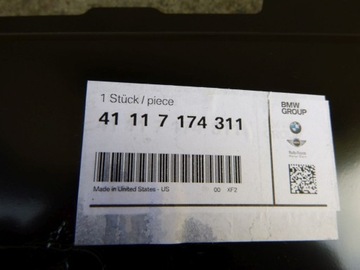 1 Stück / piece
41 11 7 174 311
Made in United States - US 00 XF2
BMW
GROUP